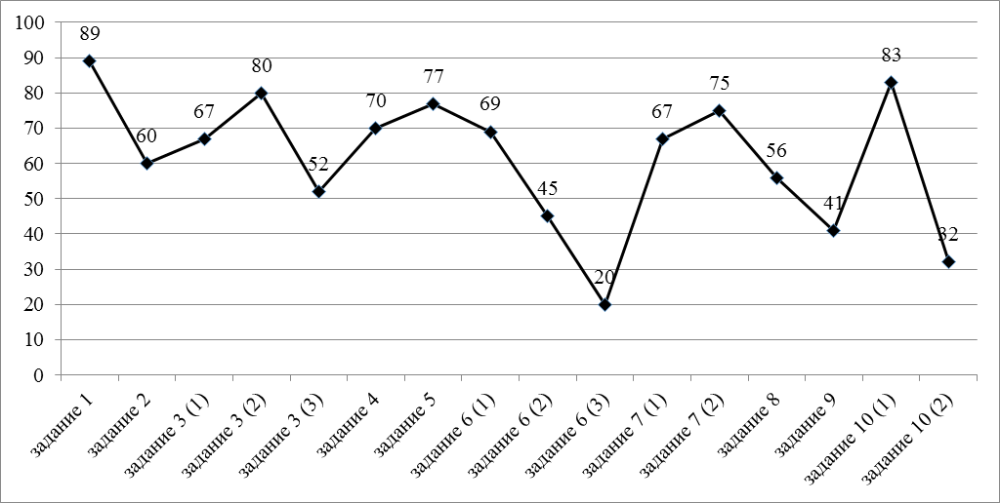 100
90
80
70
60
50
40
30
20
10
0
89
60
67
80
52
70
77
69
45
20
67
75
56
41
83
32
задание 1
задание 2
задание 3 (1)
задание 3 (2)
задание 3 (3)
задание 4
задание 5
задание 6 (1)
задание 6 (2)
задание 6 (3)
задание 7 (1)
задание 7 (2)
задание 8
задание 9
задание 10 (1)
задание 10 (2)